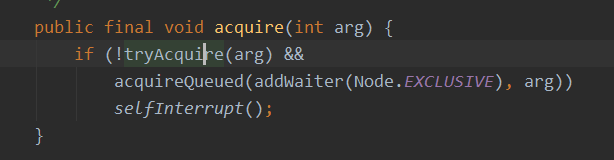 */
public final void acquire(int arg) {
if (!tryAcquire(arg) &&
acquireQueued(addWaiter(Node.EXCLUSIVE), arg))
selfInterrupt();
}